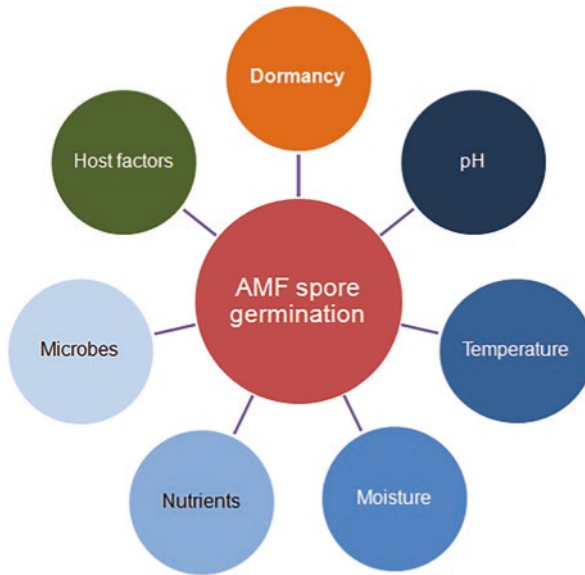 Dormancy
Host factors
pH
AMF spore
germination
Microbes
Temperature
Nutrients
Moisture